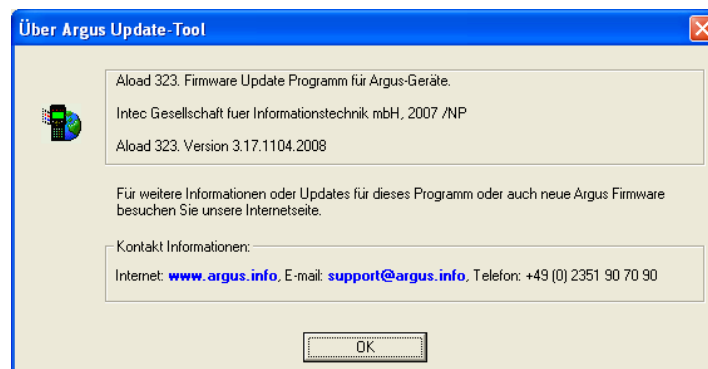 Über Argus Update-Tool
Aload 323. Firmware Update Programm für Argus-Geräte.
Intec Gesellschaft fuer Informationstechnik mbH, 2007 /NP
Aload 323. Version 3.17.1104.2008
Für weitere Informationen oder Updates für dieses Programm oder auch neue Argus Firmware
besuchen Sie unsere Internetseite.
Kontakt Informationen:
Internet: www.argus.info, E-mail: support@argus.info, Telefon: +49 (0) 2351 90 70 90
OK